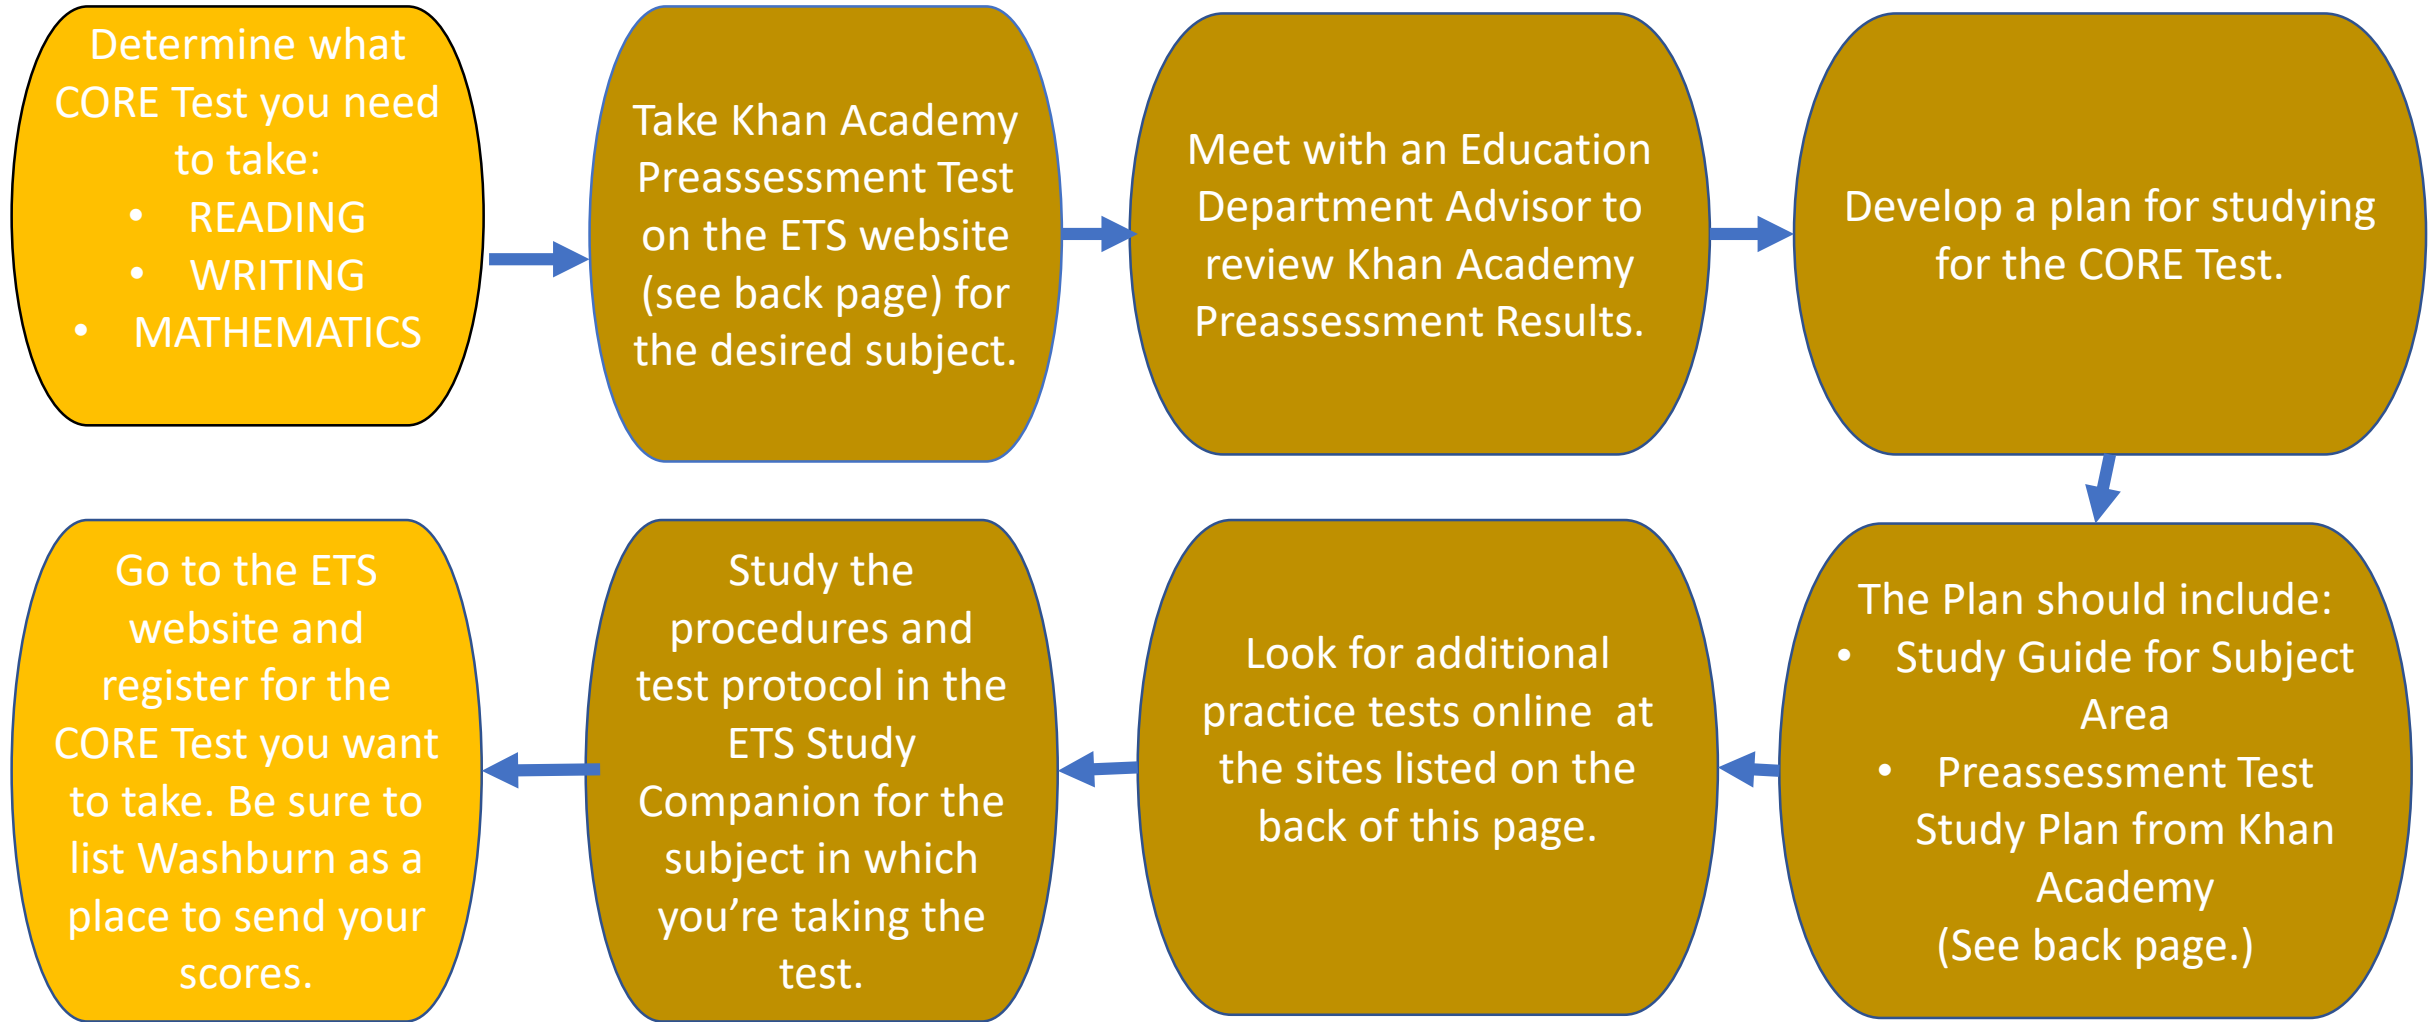 Determine what
CORE Test you need
to take:
• READING
• WRITING
• MATHEMATICS
Take Khan Academy
Preassessment Test
on the ETS website
(see back page) for
the desired subject.
Meet with an Education
Department Advisor to
review Khan Academy
Preassessment Results.
Develop a plan for studying
for the CORE Test.
The Plan should include:
• Study Guide for Subject
Area
• Preassessment Test
Study Plan from Khan
Academy
(See back page.)
Look for additional
practice tests online at
the sites listed on the
back of this page.
Study the
procedures and
test protocol in the
ETS Study
Companion for the
subject in which
you’re taking the
test.
Go to the ETS
website and
register for the
CORE Test you want
to take. Be sure to
list Washburn as a
place to send your
scores.